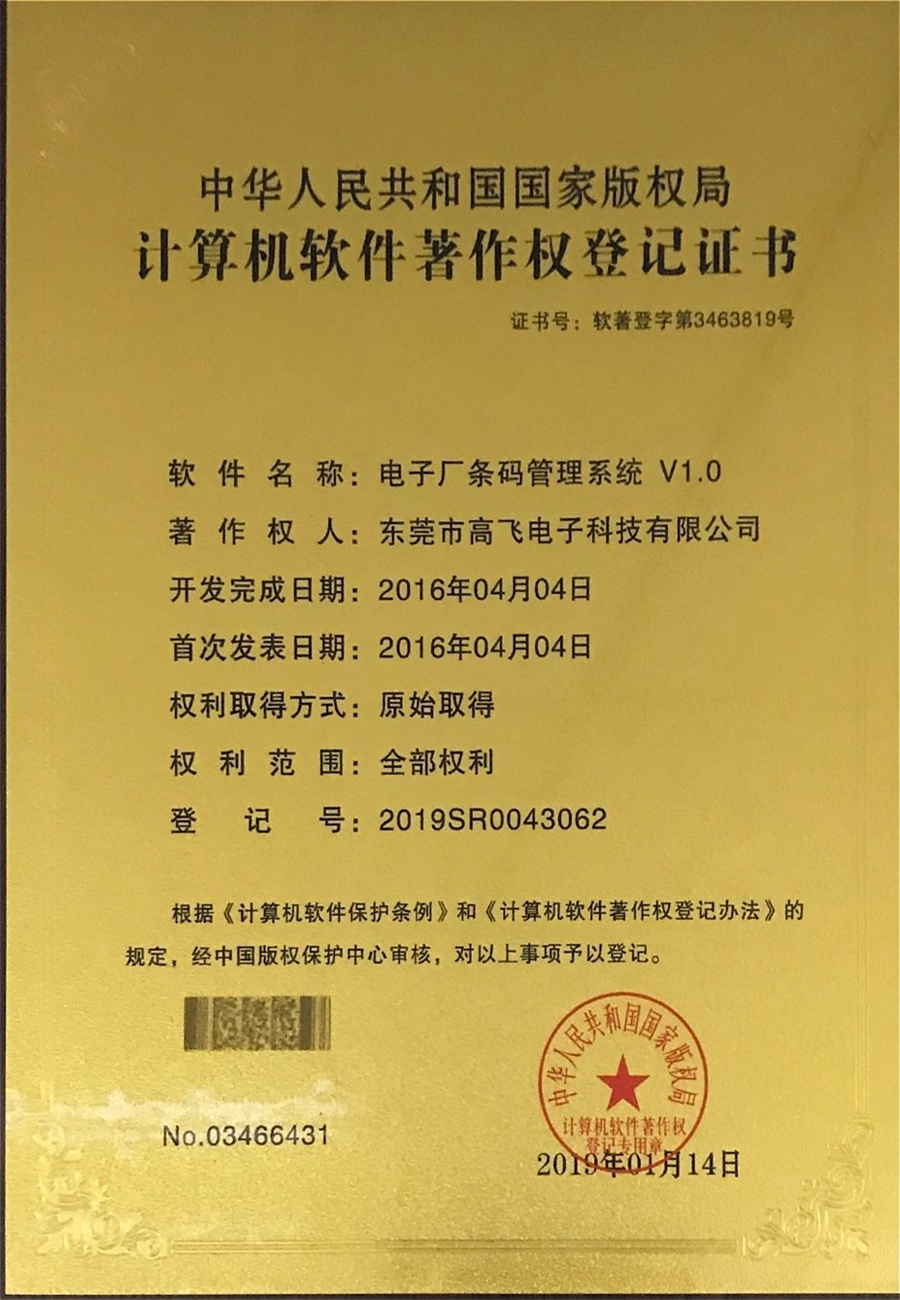 中华人民共和国国家版权局
计算机软件著作权登记证书
证书号：软著登字第3463819号
软件名称：电子厂条码管理系统 V1.0
著作权人：东莞市高飞电子科技有限公司
开发完成日期：2016年04月04日
首次发表日期：2016年04月04日
权利取得方式：原始取得
权利范围：全部权利
登记号：2019SR0043062
根据《计算机软件保护条例》和《计算机软件著作权登记办法》的
规定，经中国版权保护中心审核，对以上事项予以登记。
中华人民共和国国家版权局
计算机软件著作权
登记专用章
No.03466431
2019年01月14日